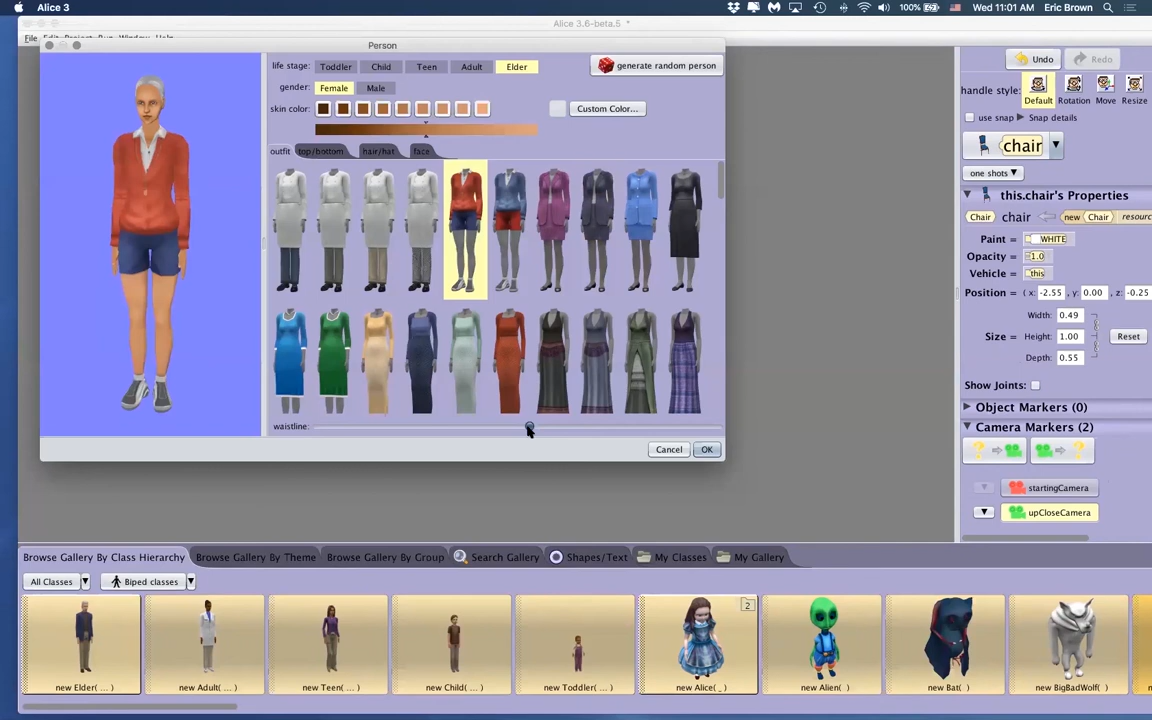 Alice 3
100%
Wed 11:01 AM
Eric Brown
Alice 3.6-beta.5 *
File Edit Project Run Window Help
Person
life stage:
Toddler
Child
Teen
Adult
Elder
generate random person
gender:
Female
Male
skin color:
Custom Color...
outfit
top/bottom
hair/hat
face
waistline:
Cancel
OK
Undo
Redo
handle style:
Default
Rotation
Move
Resize
use snap
Snap details
chair
one shots
this.chair's Properties
Chair
chair
new
Chair
resourc
Paint =
WHITE
Opacity =
1.0
Vehicle =
this
Position =
( x: -2.55 , y: 0.00 , z: -0.25
Width: 0.49
Size =
Height: 1.00
Reset
Depth: 0.55
Show Joints:
Object Markers (0)
Camera Markers (2)
startingCamera
upCloseCamera
Browse Gallery By Class Hierarchy
Browse Gallery By Theme
Browse Gallery By Group
Search Gallery
Shapes/Text
My Classes
My Gallery
All Classes
Biped classes
2
new Elder( ... )
new Adult( ... )
new Teen( ... )
new Child( ... )
new Toddler( ... )
new Alice( _ )
new Alien( )
new Bat( )
new BigBadWolf( )